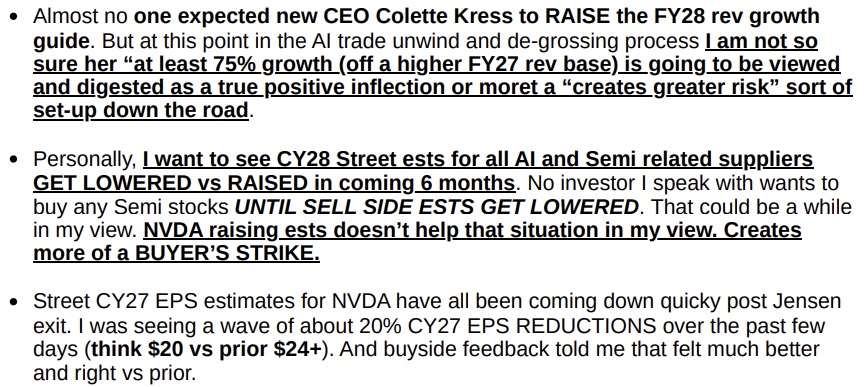 • Almost no one expected new CEO Colette Kress to RAISE the FY28 rev growth
guide. But at this point in the AI trade unwind and de-grossing process I am not so
sure her “at least 75% growth (off a higher FY27 rev base) is going to be viewed
and digested as a true positive inflection or moret a “creates greater risk” sort of
set-up down the road.
• Personally, I want to see CY28 Street ests for all AI and Semi related suppliers
GET LOWERED vs RAISED in coming 6 months. No investor I speak with wants to
buy any Semi stocks UNTIL SELL SIDE ESTS GET LOWERED. That could be a while
in my view. NVDA raising ests doesn’t help that situation in my view. Creates
more of a BUYER’S STRIKE.
• Street CY27 EPS estimates for NVDA have all been coming down quicky post Jensen
exit. I was seeing a wave of about 20% CY27 EPS REDUCTIONS over the past few
days (think $20 vs prior $24+). And buyside feedback told me that felt much better
and right vs prior.